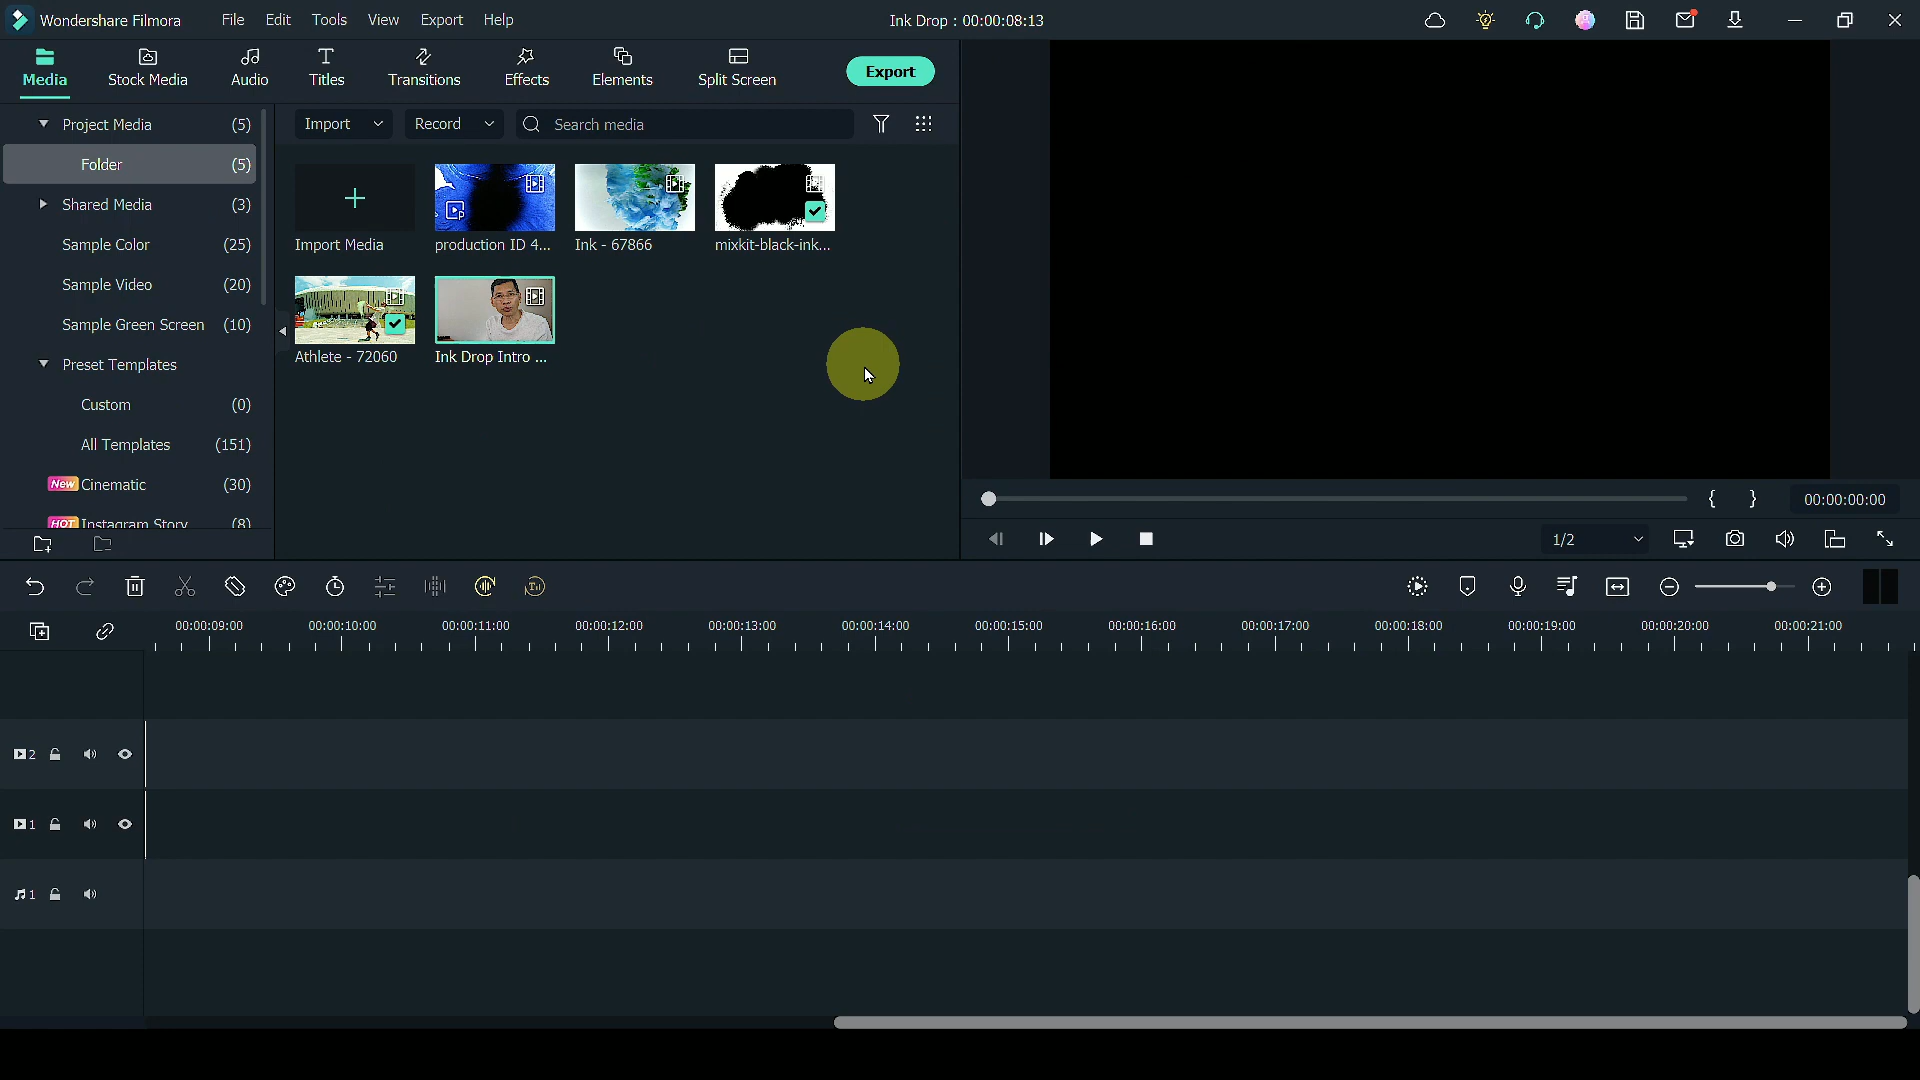 Wondershare Filmora File Edit Tools View Export Help Ink Drop : 00:00:08:13
Media Stock Media Audio Titles Transitions Effects Elements Split Screen Export
Project Media (5) Import Record Search media
Folder (5)
Shared Media (3)
Sample Color (25) Import Media production ID 4... Ink - 67866 mixkit-black-ink...
Sample Video (20)
Sample Green Screen (10)
Preset Templates Athlete - 72060 Ink Drop Intro ...
Custom (0)
All Templates (151)
New Cinematic (30)
HOT Instagram Story (8)
{ } 00:00:00:00
1/2
00:00:09:00 00:00:10:00 00:00:11:00 00:00:12:00 00:00:13:00 00:00:14:00 00:00:15:00 00:00:16:00 00:00:17:00 00:00:18:00 00:00:19:00 00:00:20:00 00:00:21:00
2
1
1